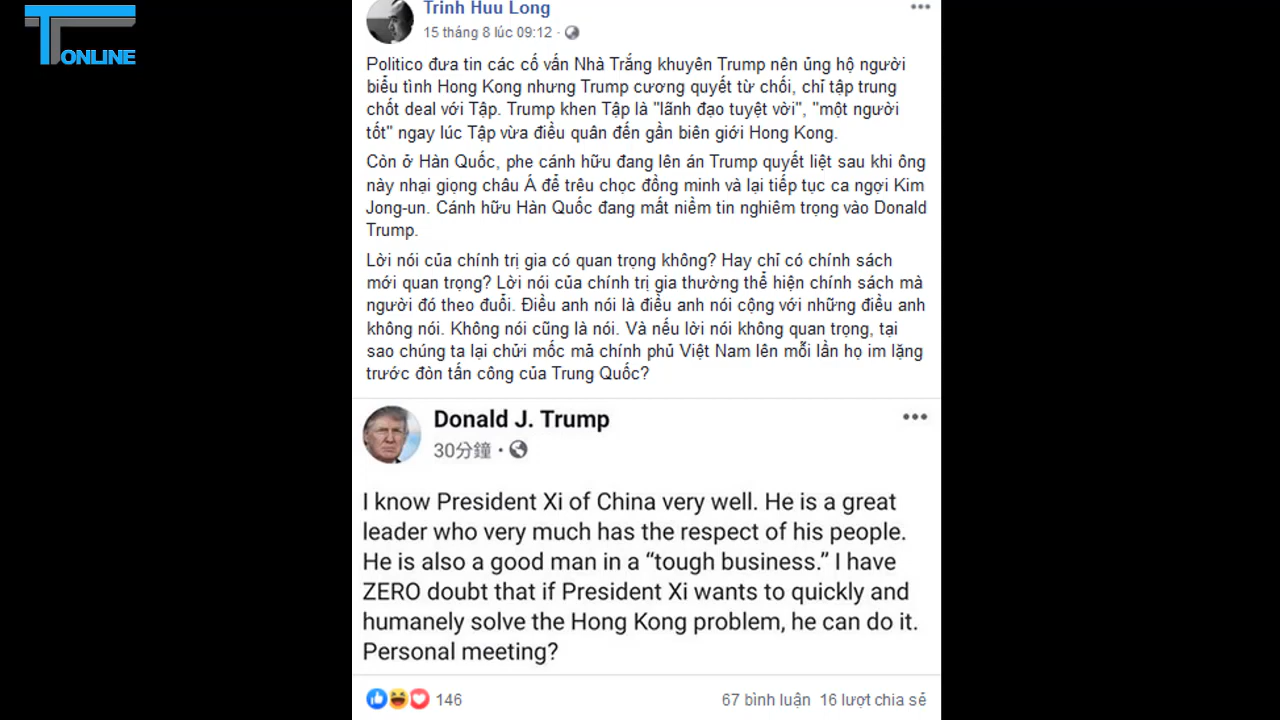 TT ONLINE
Trinh Huu Long
15 tháng 8 lúc 09:12 ·
Politico đưa tin các cố vấn Nhà Trắng khuyên Trump nên ủng hộ người
biểu tình Hong Kong nhưng Trump cương quyết từ chối, chỉ tập trung
chốt deal với Tập. Trump khen Tập là "lãnh đạo tuyệt vời", "một người
tốt" ngay lúc Tập vừa điều quân đến gần biên giới Hong Kong.
Còn ở Hàn Quốc, phe cánh hữu đang lên án Trump quyết liệt sau khi ông
này nhại giọng châu Á để trêu chọc đồng minh và lại tiếp tục ca ngợi Kim
Jong-un. Cánh hữu Hàn Quốc đang mất niềm tin nghiêm trọng vào Donald
Trump.
Lời nói của chính trị gia có quan trọng không? Hay chỉ có chính sách
mới quan trọng? Lời nói của chính trị gia thường thể hiện chính sách mà
người đó theo đuổi. Điều anh nói là điều anh nói cộng với những điều anh
không nói. Không nói cũng là nói. Và nếu lời nói không quan trọng, tại
sao chúng ta lại chửi mốc mả chính phủ Việt Nam lên mỗi lần họ im lặng
trước đòn tấn công của Trung Quốc?
Donald J. Trump
30分鐘 ·
I know President Xi of China very well. He is a great
leader who very much has the respect of his people.
He is also a good man in a “tough business.” I have
ZERO doubt that if President Xi wants to quickly and
humanely solve the Hong Kong problem, he can do it.
Personal meeting?
146
67 bình luận 16 lượt chia sẻ